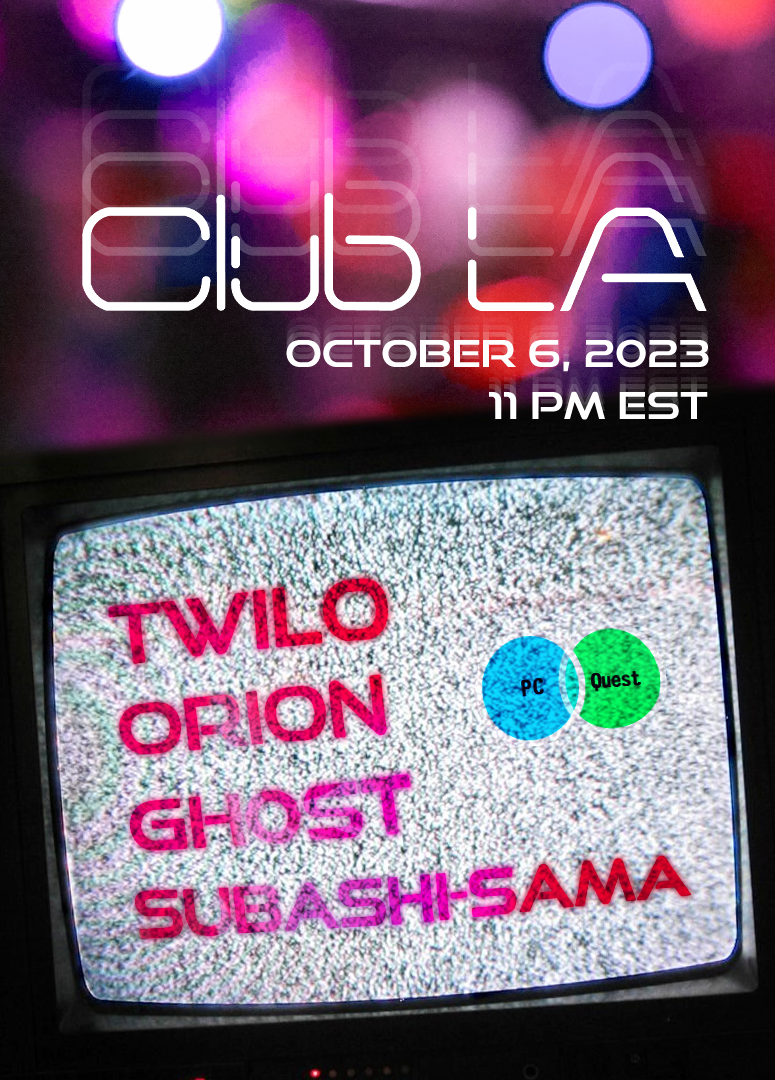 Club LA
OCTOBER 6, 2023
11 PM EST
TWILO
ORION
GHOST
SUBASHI-SAMA
PC
Quest